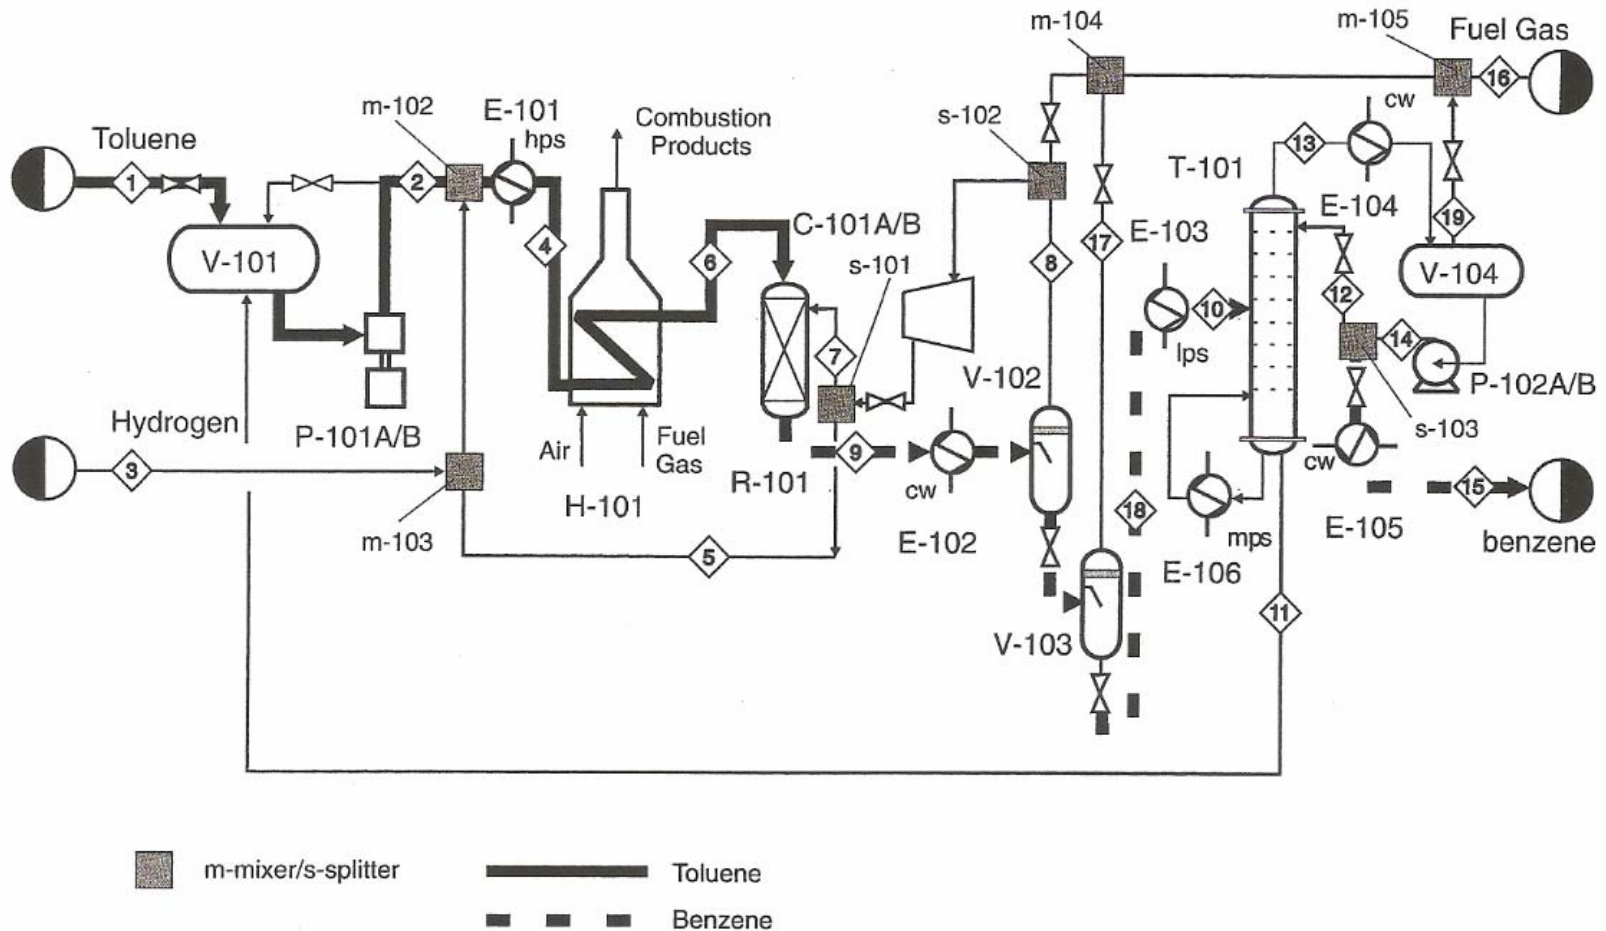 m-104
m-105
Fuel Gas
16
m-102
E-101
hps
Combustion
Products
s-102
cw
13
Toluene
1
2
T-101
E-104
V-101
4
6
C-101A/B
s-101
8
17
E-103
19
V-104
10
12
lps
7
14
V-102
P-102A/B
Hydrogen
P-101A/B
Air
Fuel
Gas
s-103
3
R-101
9
cw
cw
15
H-101
18
m-103
E-102
mps
E-105
benzene
5
E-106
11
V-103
m-mixer/s-splitter
Toluene
Benzene